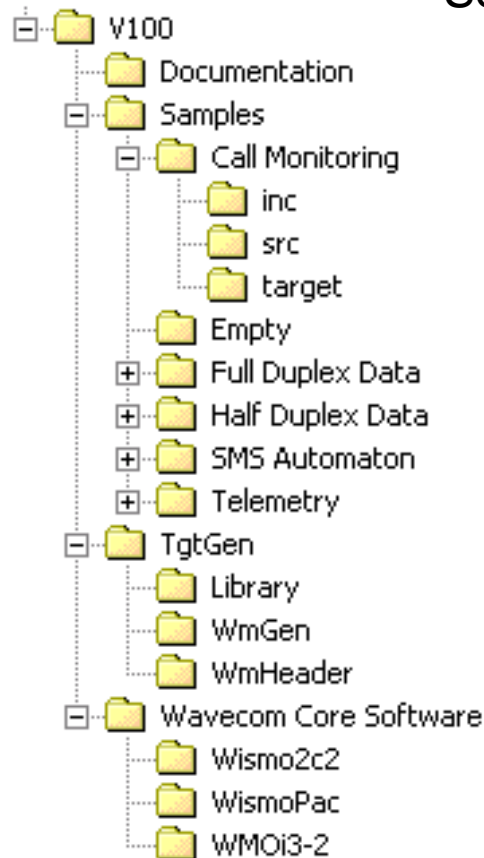 V100
Documentation
Samples
Call Monitoring
inc
src
target
Empty
Full Duplex Data
Half Duplex Data
SMS Automaton
Telemetry
TgtGen
Library
WmGen
WmHeader
Wavecom Core Software
Wismo2c2
WismoPac
WMOi3-2